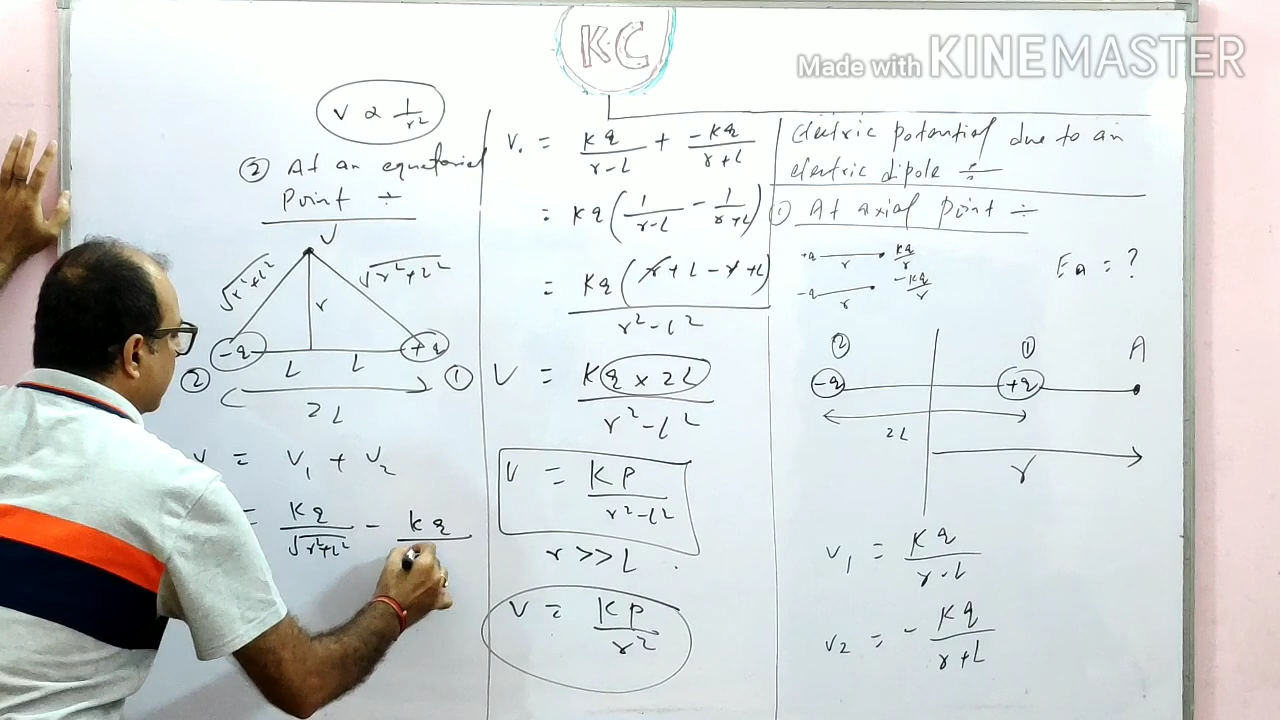 KC
Made with KINEMASTER
Electric potential due to an
electric dipole ÷
① At axial point ÷
+q r Kq/r
-q r -Kq/r
Ea = ?
② ① A
-q +q
2L
r
V₁ = Kq/r-L
V₂ = - Kq/r+L
V. = Kq/r-L + -Kq/r+L
= Kq(1/r-L - 1/r+L)
= Kq(r+L-r+L)/r²-L²
V = K(q x 2L)/r²-L²
V = KP/r²-L²
r >> L
V = KP/r²
V ∝ 1/r²
② At an equatorial
Point ÷
V
√r²+L² √r²+L²
r
-q +q
L L
② ①
2L
V = V₁ + V₂
= Kq/√r²+L² - Kq